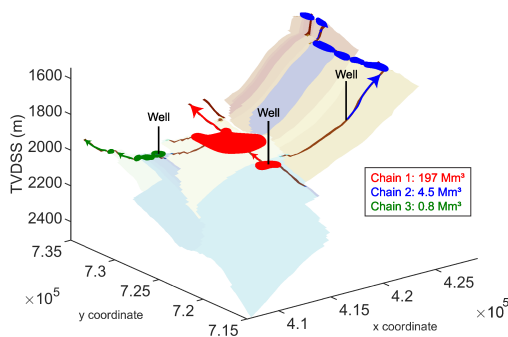 Well
Well
Well
1600
1800
2000
2200
2400
TVDSS (m)
Chain 1: 197 Mm³
Chain 2: 4.5 Mm³
Chain 3: 0.8 Mm³
7.35
7.3
7.25
7.2
7.15
×10⁵
y coordinate
4.1
4.15
4.2
4.25
×10⁵
x coordinate